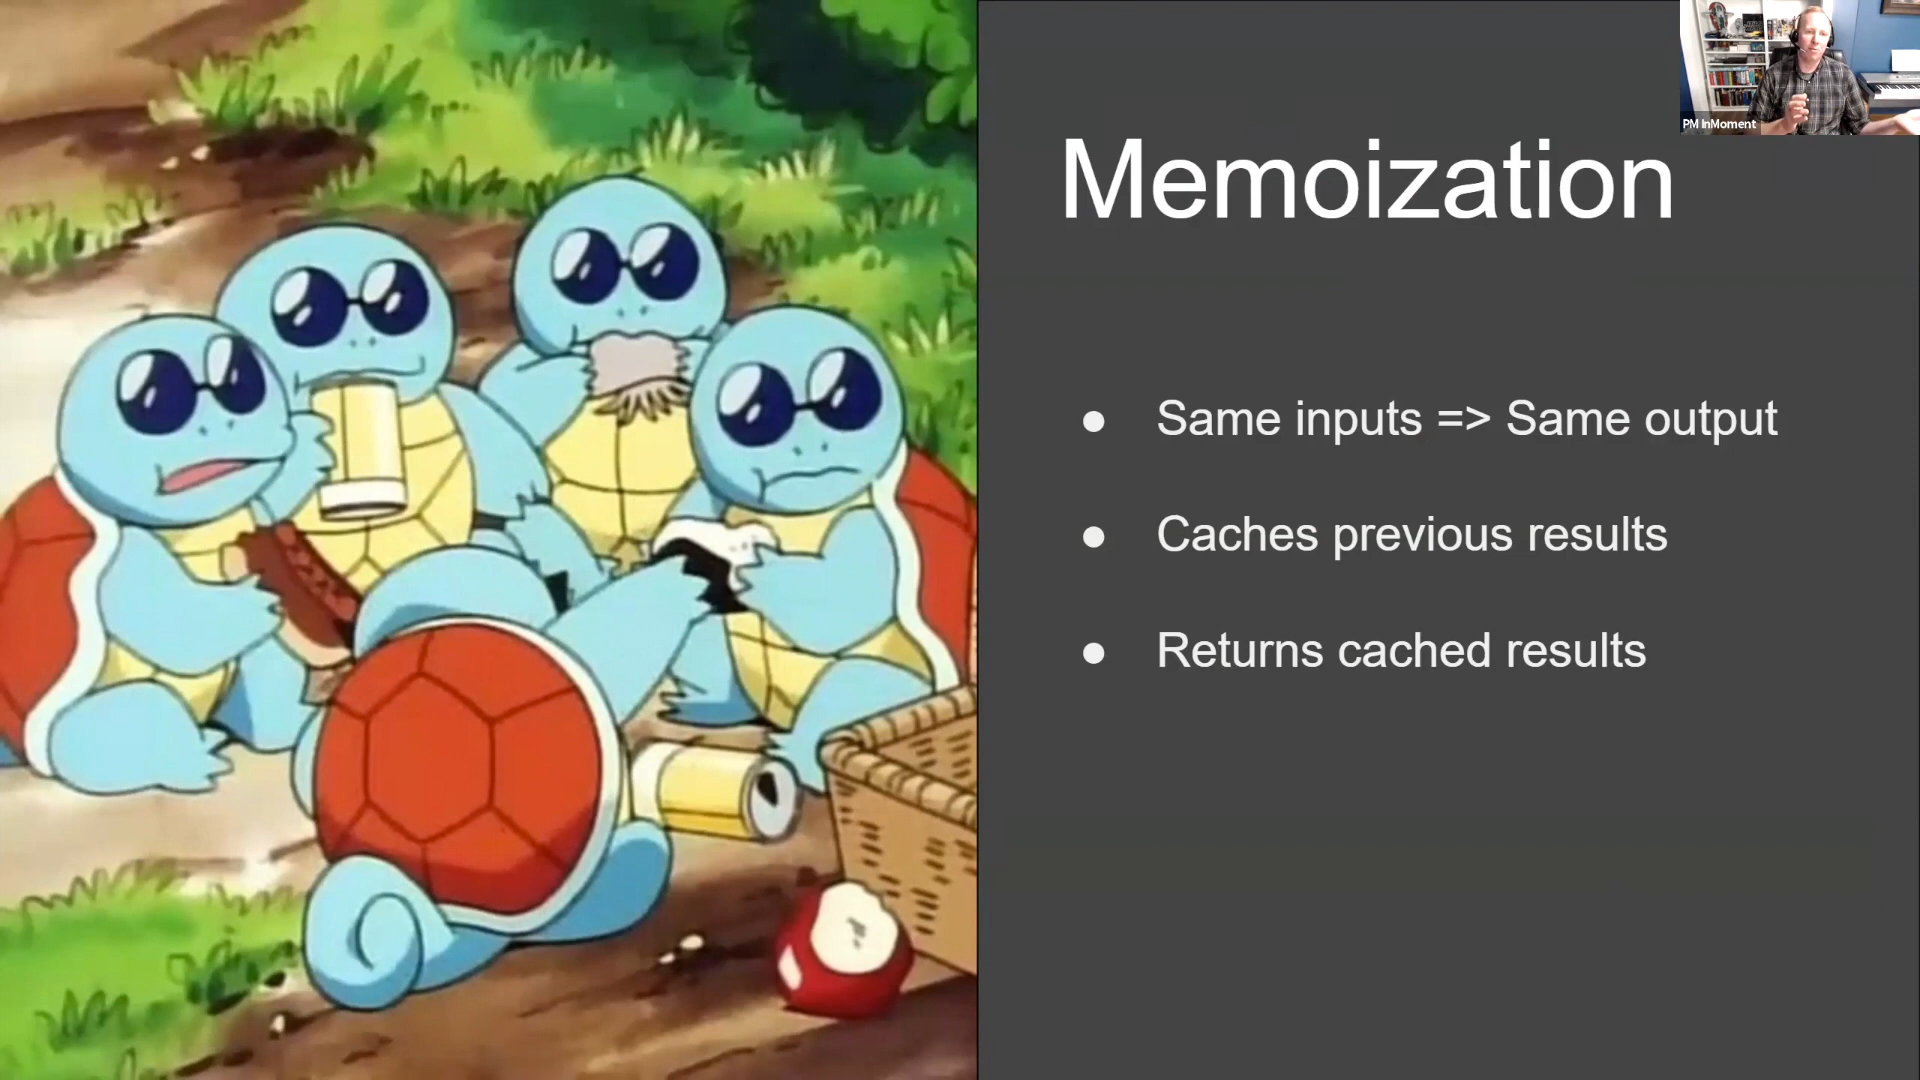 PM InMoment
Memoization
● Same inputs => Same output
● Caches previous results
● Returns cached results